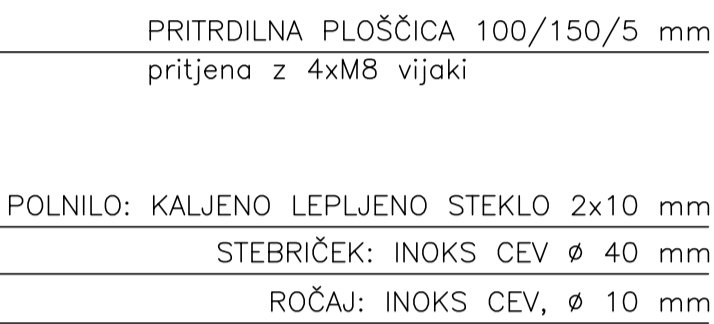 PRITRDILNA PLOŠČICA 100/150/5 mm
pritjena z 4xM8 vijaki
POLNILO: KALJENO LEPLJENO STEKLO 2x10 mm
STEBRIČEK: INOKS CEV ø 40 mm
ROČAJ: INOKS CEV, ø 10 mm